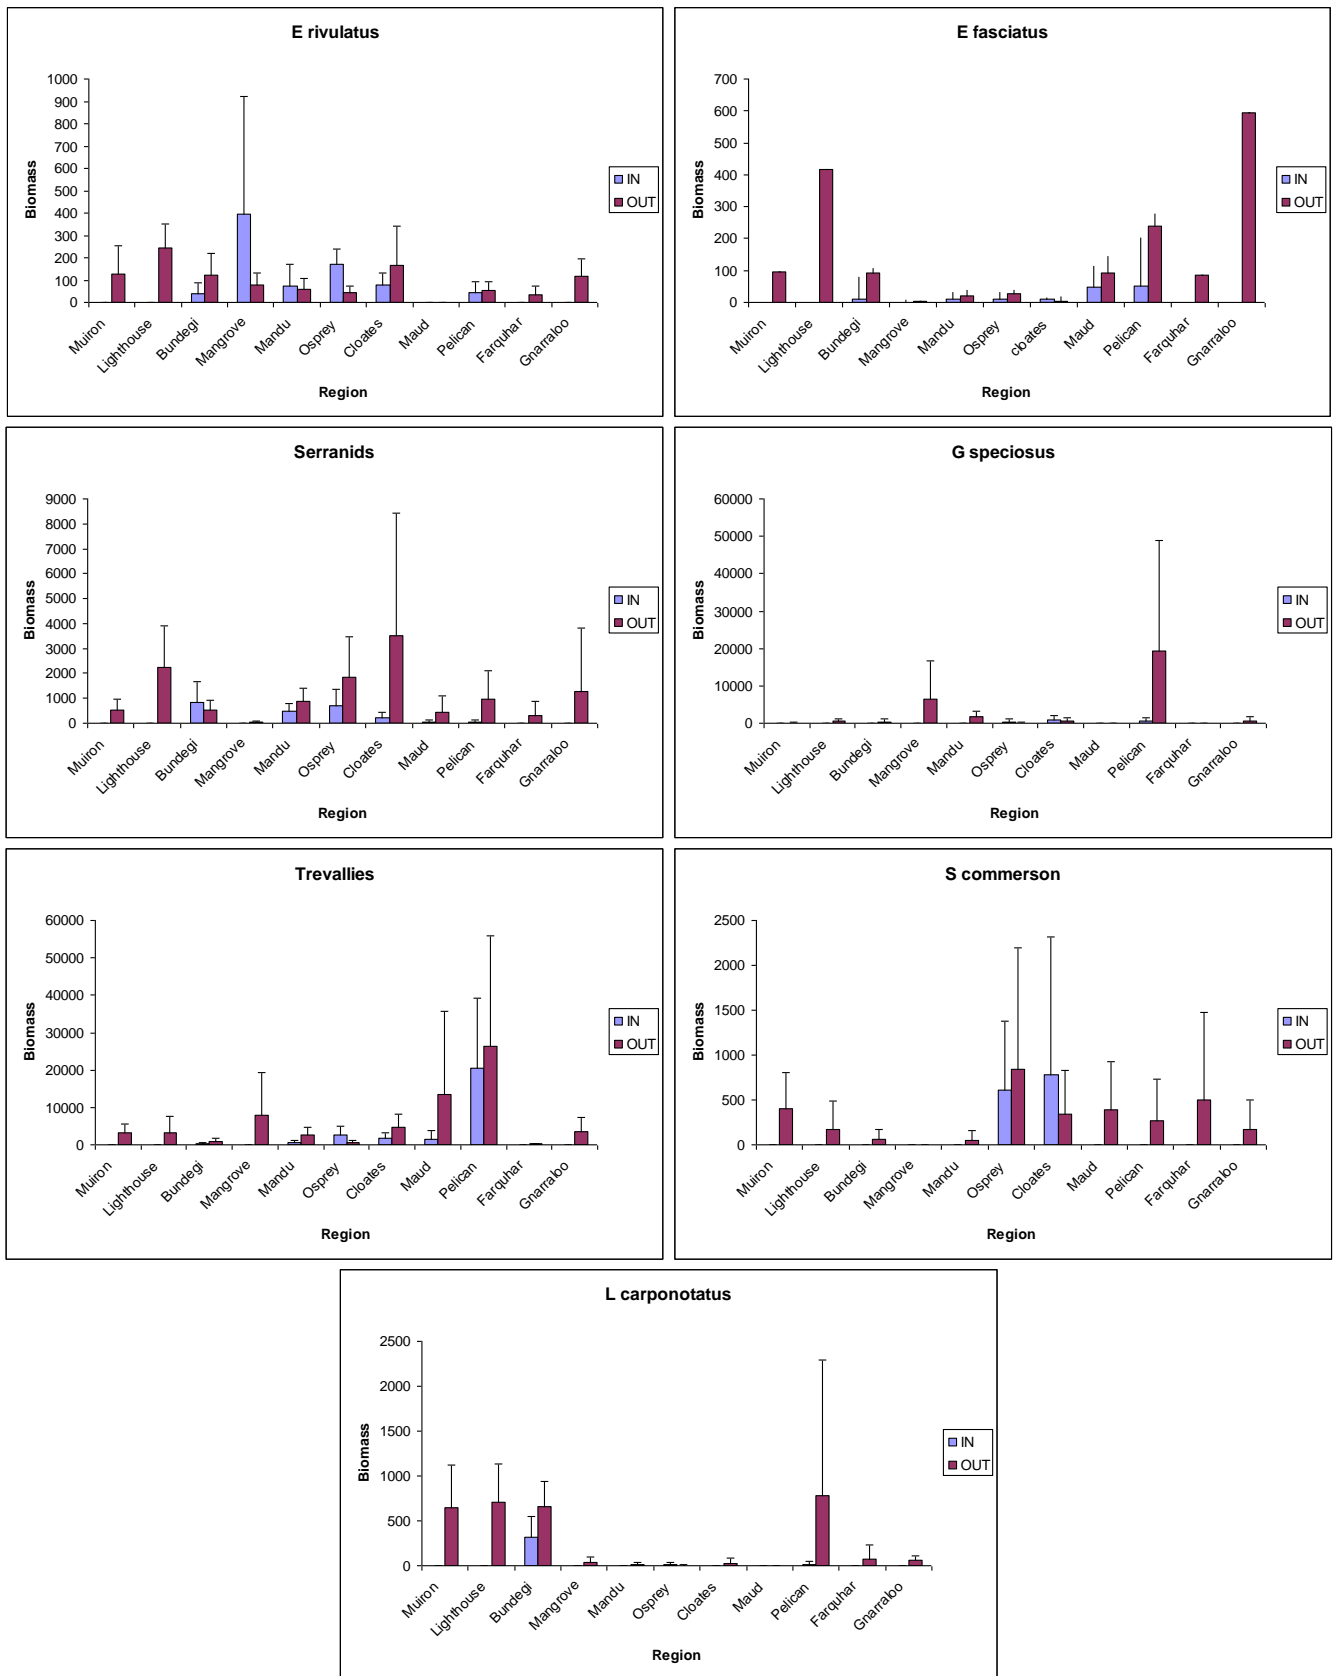 E rivulatus
1000
900
800
700
600
500
400
300
200
100
0
Biomass
Muiron
Lighthouse
Bundegi
Mangrove
Mandu
Osprey
Cloates
Maud
Pelican
Farquhar
Gnarraloo
Region
IN
OUT
E fasciatus
700
600
500
400
300
200
100
0
Biomass
Muiron
Lighthouse
Bundegi
Mangrove
Mandu
Osprey
cloates
Maud
Pelican
Farquhar
Gnarraloo
Region
IN
OUT
Serranids
9000
8000
7000
6000
5000
4000
3000
2000
1000
0
Biomass
Muiron
Lighthouse
Bundegi
Mangrove
Mandu
Osprey
Cloates
Maud
Pelican
Farquhar
Gnarraloo
Region
IN
OUT
G speciosus
60000
50000
40000
30000
20000
10000
0
Biomass
Muiron
Lighthouse
Bundegi
Mangrove
Mandu
Osprey
Cloates
Maud
Pelican
Farquhar
Gnarraloo
Region
IN
OUT
Trevallies
60000
50000
40000
30000
20000
10000
0
Biomass
Muiron
Lighthouse
Bundegi
Mangrove
Mandu
Osprey
Cloates
Maud
Pelican
Farquhar
Gnarraloo
Region
IN
OUT
S commerson
2500
2000
1500
1000
500
0
Biomass
Muiron
Lighthouse
Bundegi
Mangrove
Mandu
Osprey
Cloates
Maud
Pelican
Farquhar
Gnarraloo
Region
IN
OUT
L carponotatus
2500
2000
1500
1000
500
0
Biomass
Muiron
Lighthouse
Bundegi
Mangrove
Mandu
Osprey
Cloates
Maud
Pelican
Farquhar
Gnarraloo
Region
IN
OUT